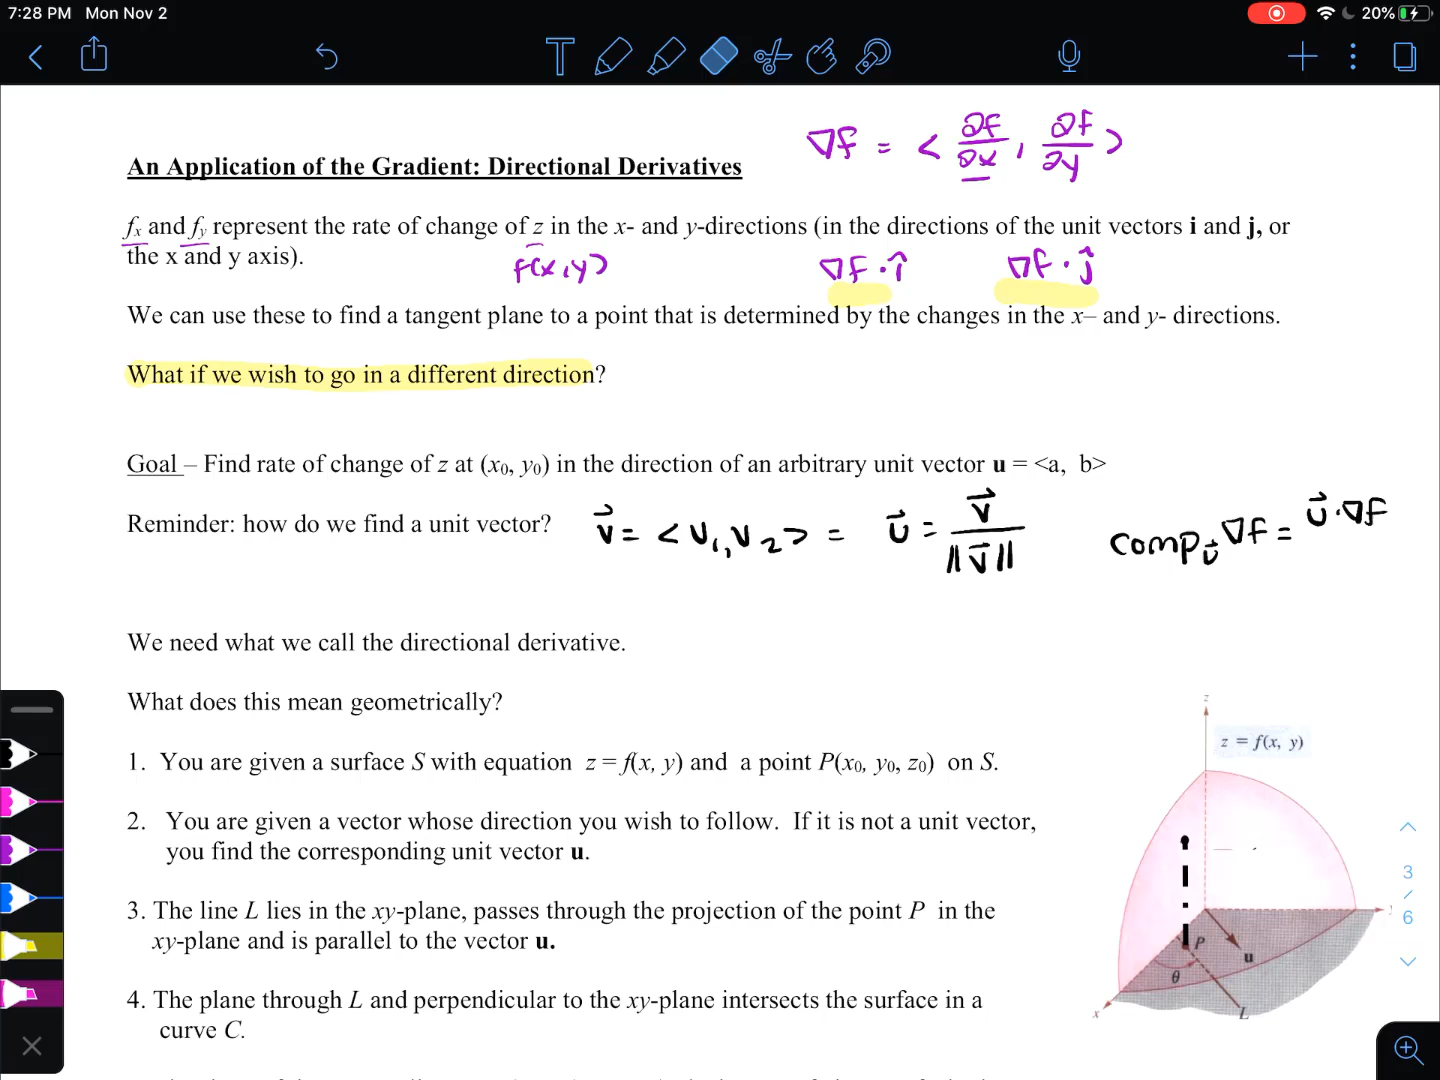 7:28 PM Mon Nov 2 20%
∇f = < ∂f/∂x , ∂f/∂y >
An Application of the Gradient: Directional Derivatives
fx and fy represent the rate of change of z in the x- and y-directions (in the directions of the unit vectors i and j, or
the x and y axis).
f(x,y) ∇f · î ∇f · ĵ
We can use these to find a tangent plane to a point that is determined by the changes in the x– and y- directions.
What if we wish to go in a different direction?
Goal – Find rate of change of z at (x0, y0) in the direction of an arbitrary unit vector u = <a, b>
Reminder: how do we find a unit vector? v⃗ = < v1, v2 > = u⃗ = v⃗/||v⃗|| comp_u⃗ ∇f = u⃗ · ∇f
We need what we call the directional derivative.
What does this mean geometrically?
z
z = f(x, y)
1. You are given a surface S with equation z = f(x, y) and a point P(x0, y0, z0) on S.
2. You are given a vector whose direction you wish to follow. If it is not a unit vector,
you find the corresponding unit vector u.
3
/
6
3. The line L lies in the xy-plane, passes through the projection of the point P in the
xy-plane and is parallel to the vector u.
P
u
θ
L
x
4. The plane through L and perpendicular to the xy-plane intersects the surface in a
curve C.